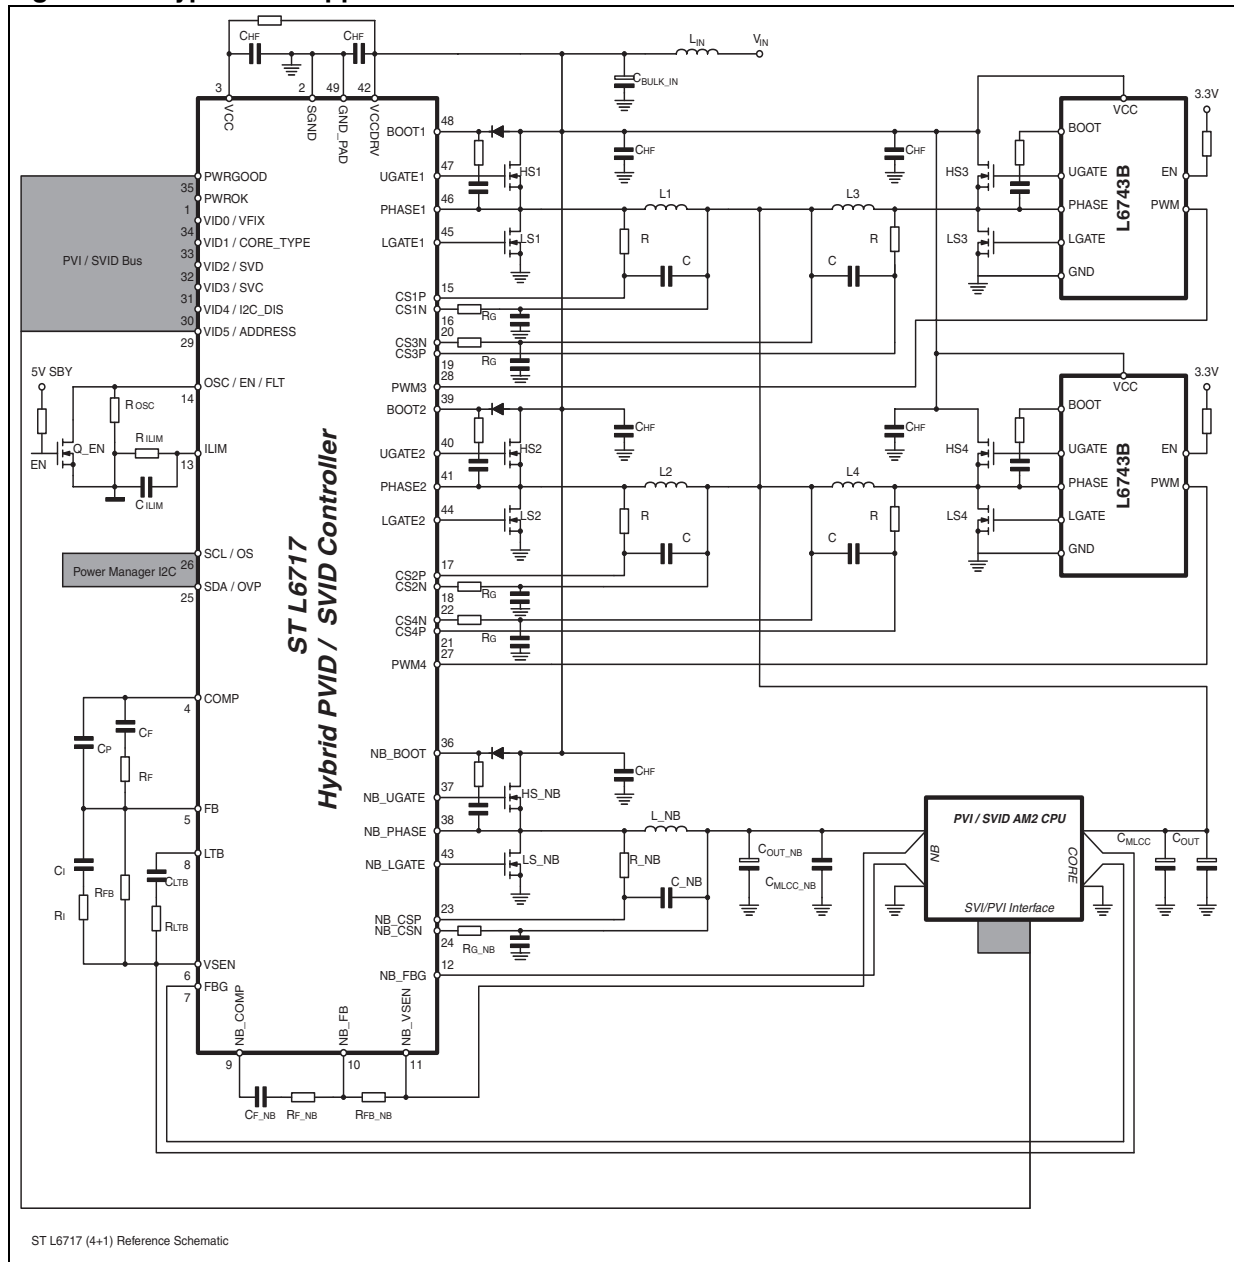 CHF
CHF
LIN
VIN
CBULK_IN
3
2
49
42
VCC
SGND
GND_PAD
VCCDRV
ST L6717
Hybrid PVID / SVID Controller
PWRGOOD
35
PWROK
1
VID0 / VFIX
34
VID1 / CORE_TYPE
33
VID2 / SVD
32
VID3 / SVC
31
VID4 / I2C_DIS
30
VID5 / ADDRESS
29
PVI / SVID Bus
5V SBY
OSC / EN / FLT
14
ROSC
RILIM
ILIM
13
Q_EN
EN
CILIM
SCL / OS
26
Power Manager I2C
SDA / OVP
25
COMP
4
CF
CP
RF
FB
5
LTB
8
CI
CLTB
RFB
RI
RLTB
VSEN
6
FBG
7
NB_COMP
NB_FB
NB_VSEN
9
10
11
CF_NB
RF_NB
RFB_NB
BOOT1
48
UGATE1
47
HS1
PHASE1
46
LGATE1
45
LS1
CHF
CHF
L1
L3
R
R
C
C
CS1P
15
CS1N
16
RG
CS3N
20
CS3P
19
RG
PWM3
28
HS3
LS3
VCC
BOOT
UGATE
PHASE
LGATE
GND
EN
PWM
L6743B
3.3V
BOOT2
39
UGATE2
40
HS2
PHASE2
41
LGATE2
44
LS2
CHF
CHF
L2
L4
R
R
C
C
CS2P
17
CS2N
18
RG
CS4N
22
CS4P
21
RG
PWM4
27
HS4
LS4
VCC
BOOT
UGATE
PHASE
LGATE
GND
EN
PWM
L6743B
3.3V
NB_BOOT
36
NB_UGATE
37
HS_NB
NB_PHASE
38
NB_LGATE
43
LS_NB
CHF
L_NB
R_NB
C_NB
COUT_NB
CMLCC_NB
NB_CSP
23
NB_CSN
24
RG_NB
NB_FBG
12
PVI / SVID AM2 CPU
NB
CORE
SVI/PVI Interface
CMLCC
COUT
ST L6717 (4+1) Reference Schematic